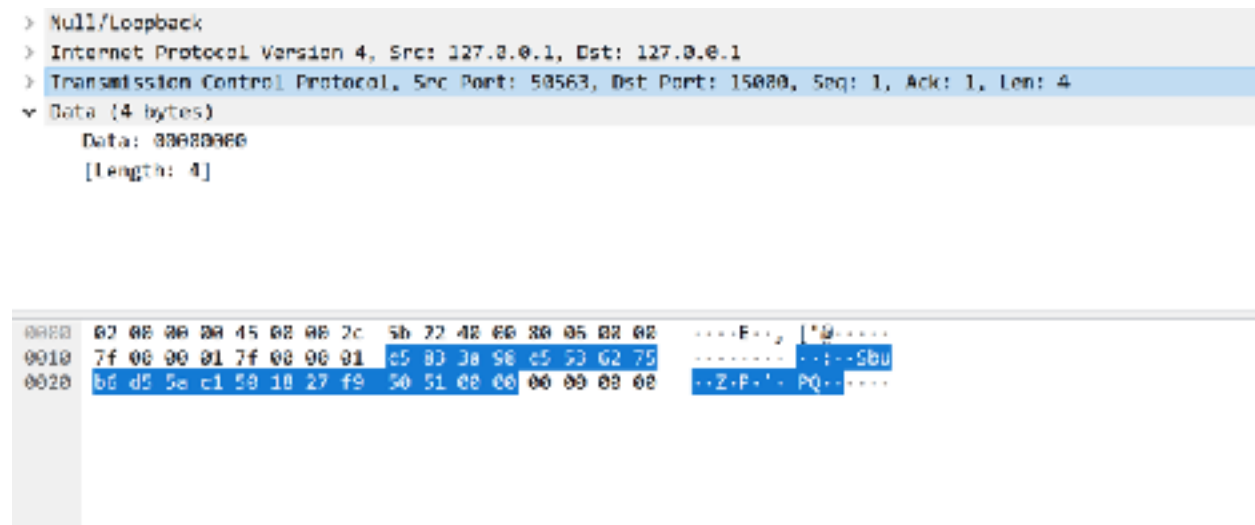 Null/Loopback
Internet Protocol Version 4, Src: 127.0.0.1, Dst: 127.0.0.1
Transmission Control Protocol, Src Port: 50563, Dst Port: 15000, Seq: 1, Ack: 1, Len: 4
Data (4 bytes)
Data: 00000000
[Length: 4]
0000 02 00 00 00 45 00 00 2c 5b 22 40 00 80 06 00 00 ····E··, ["@·····
0010 7f 00 00 01 7f 00 00 01 c5 83 3a 98 c5 53 62 75 ········ ··:··Sbu
0020 b6 d5 5a c1 50 18 27 f9 50 51 00 00 00 00 00 00 ··Z·P·'· PQ······